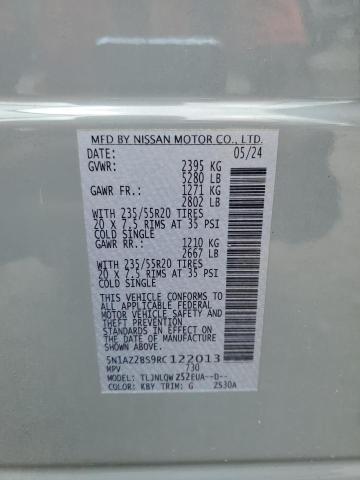 MFD BY NISSAN MOTOR CO., LTD.
DATE: 05/24
GVWR: 2395 KG
5280 LB
GAWR FR.: 1271 KG
2802 LB
WITH 235/55R20 TIRES
20 X 7.5 RIMS AT 35 PSI
COLD SINGLE
GAWR RR.: 1210 KG
2667 LB
WITH 235/55R20 TIRES
20 X 7.5 RIMS AT 35 PSI
COLD SINGLE
THIS VEHICLE CONFORMS TO ALL APPLICABLE
FEDERAL MOTOR VEHICLE SAFETY, BUMPER, AND
THEFT PREVENTION STANDARDS IN EFFECT ON
THE DATE OF MANUFACTURE SHOWN ABOVE.
5N1AZ2BS9RC122013
MPV 730
MODEL: TLJNLQW Z52EUA--D--
COLOR: KBY TRIM: G Z530A